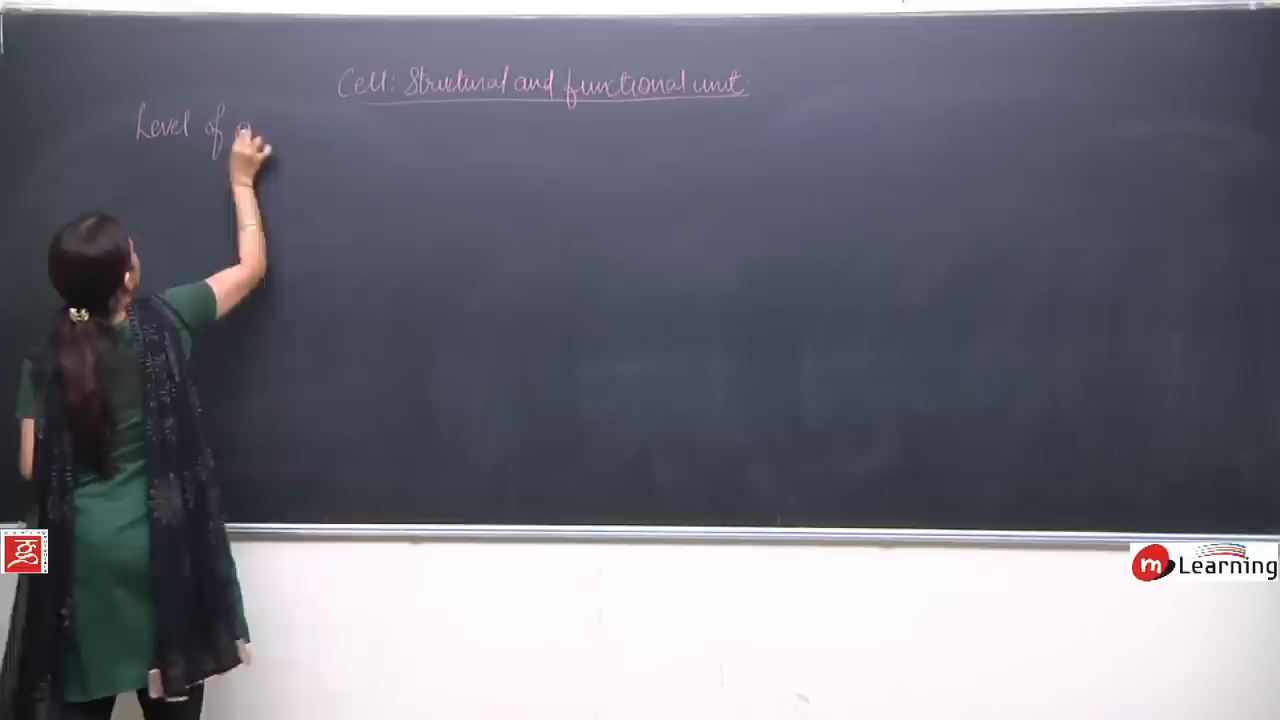 Cell: Structural and functional unit.
Level of o
ग
m Learning